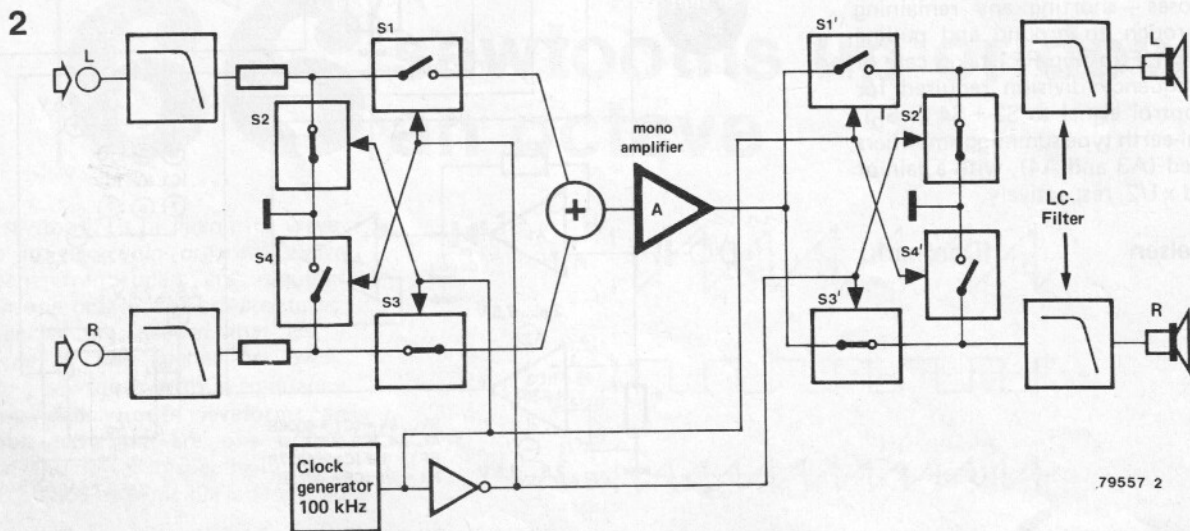 2
L
S1
S2
S4
S3
R
mono
amplifier
+
A
Clock
generator
100 kHz
S1'
S2'
S4'
S3'
L
LC-
Filter
R
79557 2